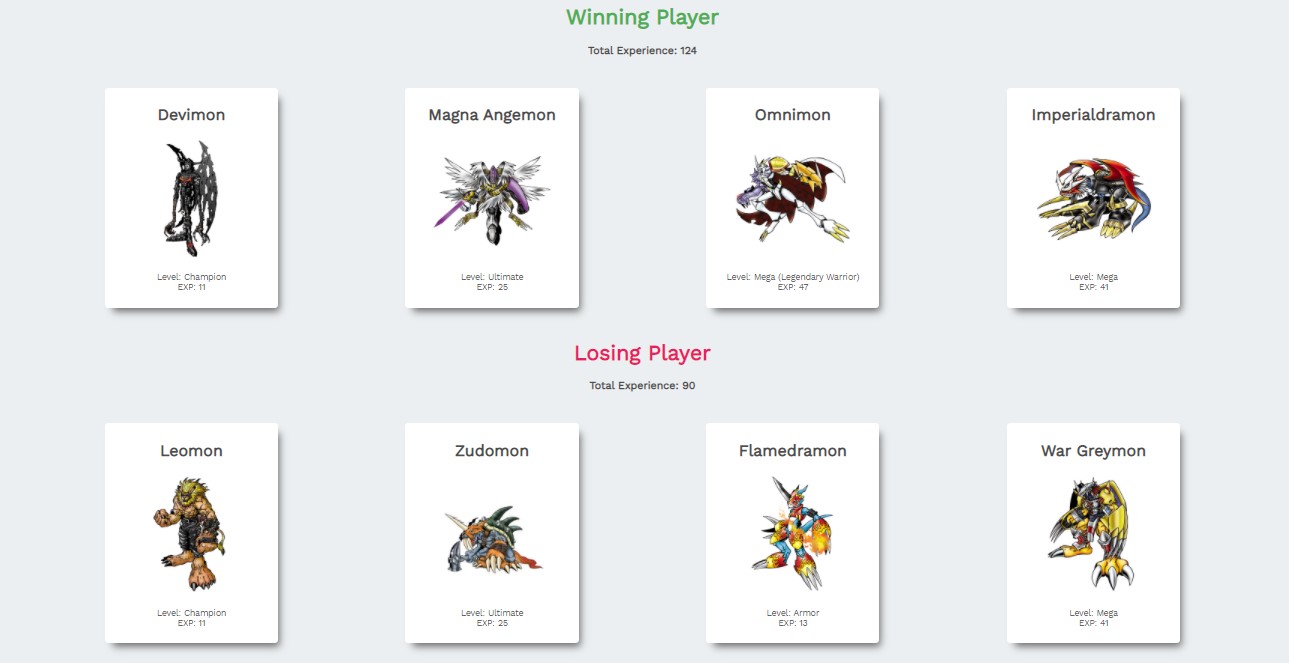 Winning Player
Total Experience: 124
Devimon
Level: Champion
EXP: 11
Magna Angemon
Level: Ultimate
EXP: 25
Omnimon
Level: Mega (Legendary Warrior)
EXP: 47
Imperialdramon
Level: Mega
EXP: 41
Losing Player
Total Experience: 90
Leomon
Level: Champion
EXP: 11
Zudomon
Level: Ultimate
EXP: 25
Flamedramon
Level: Armor
EXP: 13
War Greymon
Level: Mega
EXP: 41